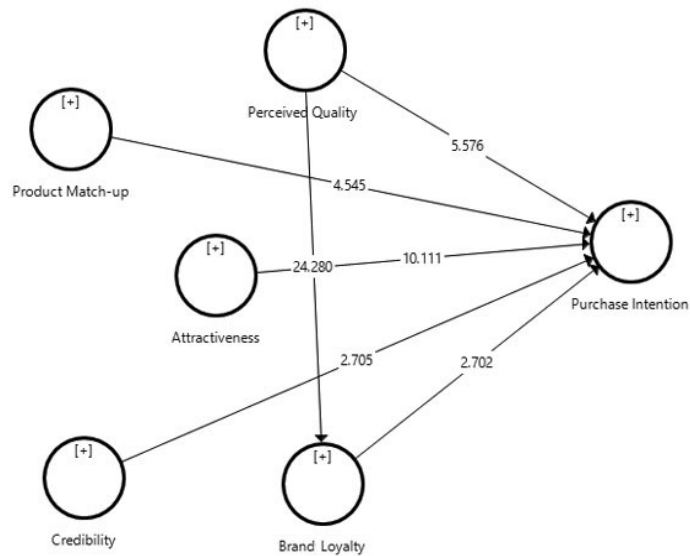 [+]
Perceived Quality
[+]
Product Match-up
5.576
4.545
[+]
Purchase Intention
[+]
Attractiveness
24.280
10.111
2.705
2.702
[+]
Credibility
[+]
Brand Loyalty